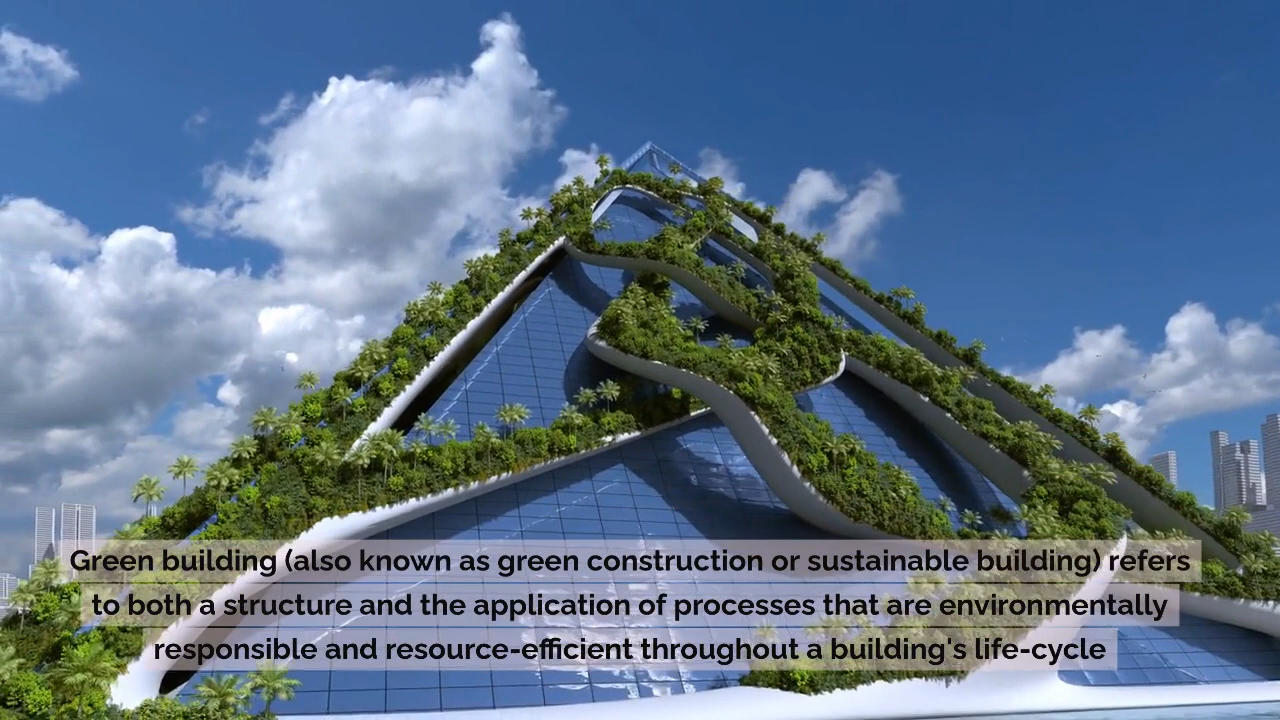 Green building (also known as green construction or sustainable building) refers
to both a structure and the application of processes that are environmentally
responsible and resource-efficient throughout a building's life-cycle